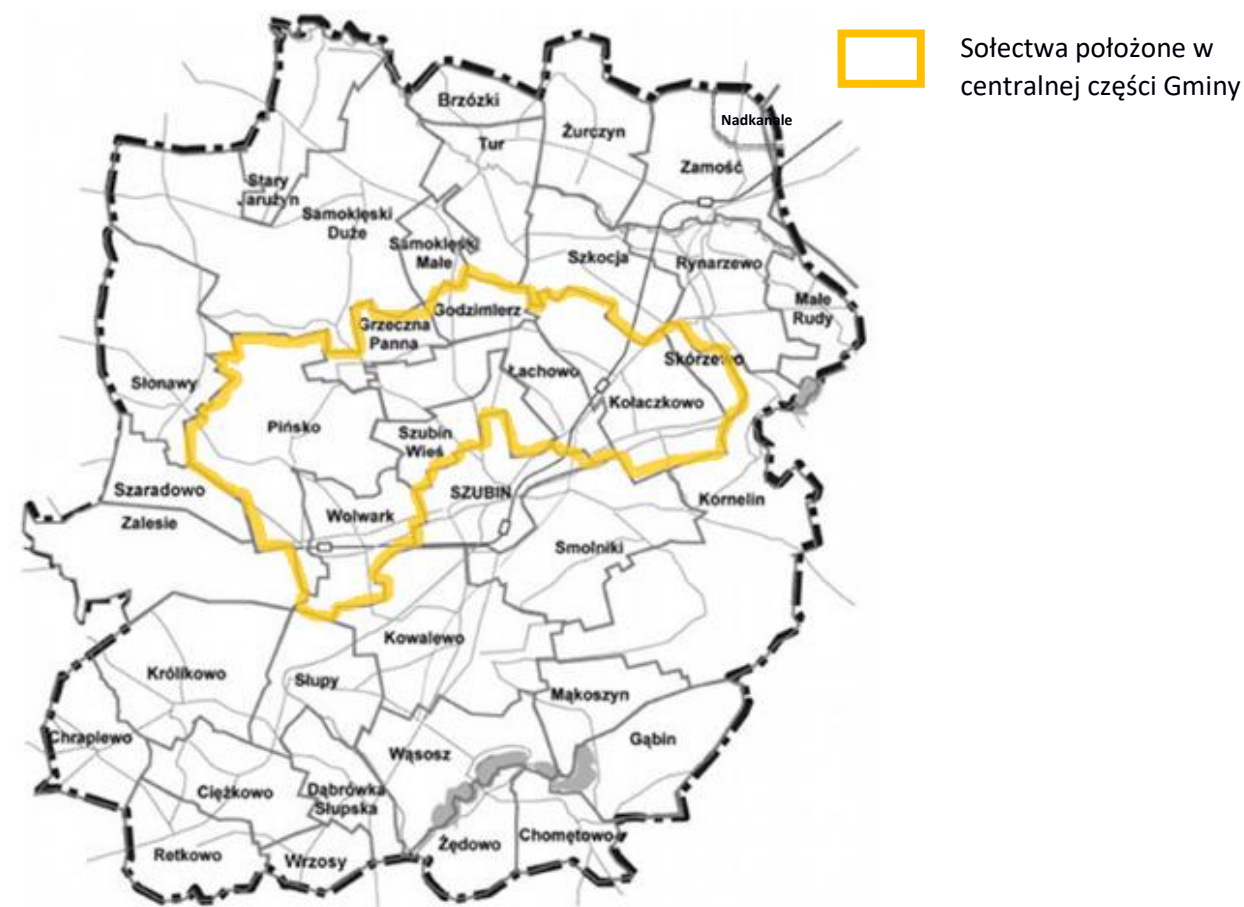 Sołectwa położone w
centralnej części Gminy
Brzózki
Nadkanale
Żurczyn
Tur
Zamość
Stary
Jarużyn
Samoklęski
Duże
Samoklęski
Małe
Szkocja
Rynarzewo
Małe
Rudy
Godzimierz
Grzeczna
Panna
Skórzewo
Łachowo
Słonawy
Kołaczkowo
Pińsko
Szubin
Wieś
Szaradowo
SZUBIN
Kornelin
Zalesie
Wolwark
Smolniki
Kowalewo
Królikowo
Słupy
Mąkoszyn
Chraplewo
Gąbin
Wąsosz
Ciężkowo
Dąbrówka
Słupska
Chomętowo
Żędowo
Retkowo
Wrzosy